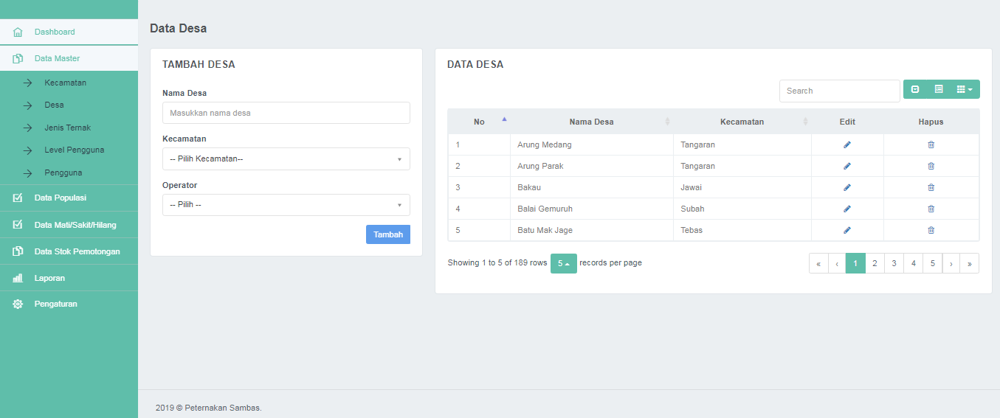 Dashboard
Data Master
Kecamatan
Desa
Jenis Ternak
Level Pengguna
Pengguna
Data Populasi
Data Mati/Sakit/Hilang
Data Stok Pemotongan
Laporan
Pengaturan
Data Desa
TAMBAH DESA
Nama Desa
Masukkan nama desa
Kecamatan
-- Pilih Kecamatan--
Operator
-- Pilih --
Tambah
DATA DESA
Search
No Nama Desa Kecamatan Edit Hapus
1 Arung Medang Tangaran
2 Arung Parak Tangaran
3 Bakau Jawai
4 Balai Gemuruh Subah
5 Batu Mak Jage Tebas
Showing 1 to 5 of 189 rows 5 records per page
« ‹ 1 2 3 4 5 › »
2019 © Peternakan Sambas.